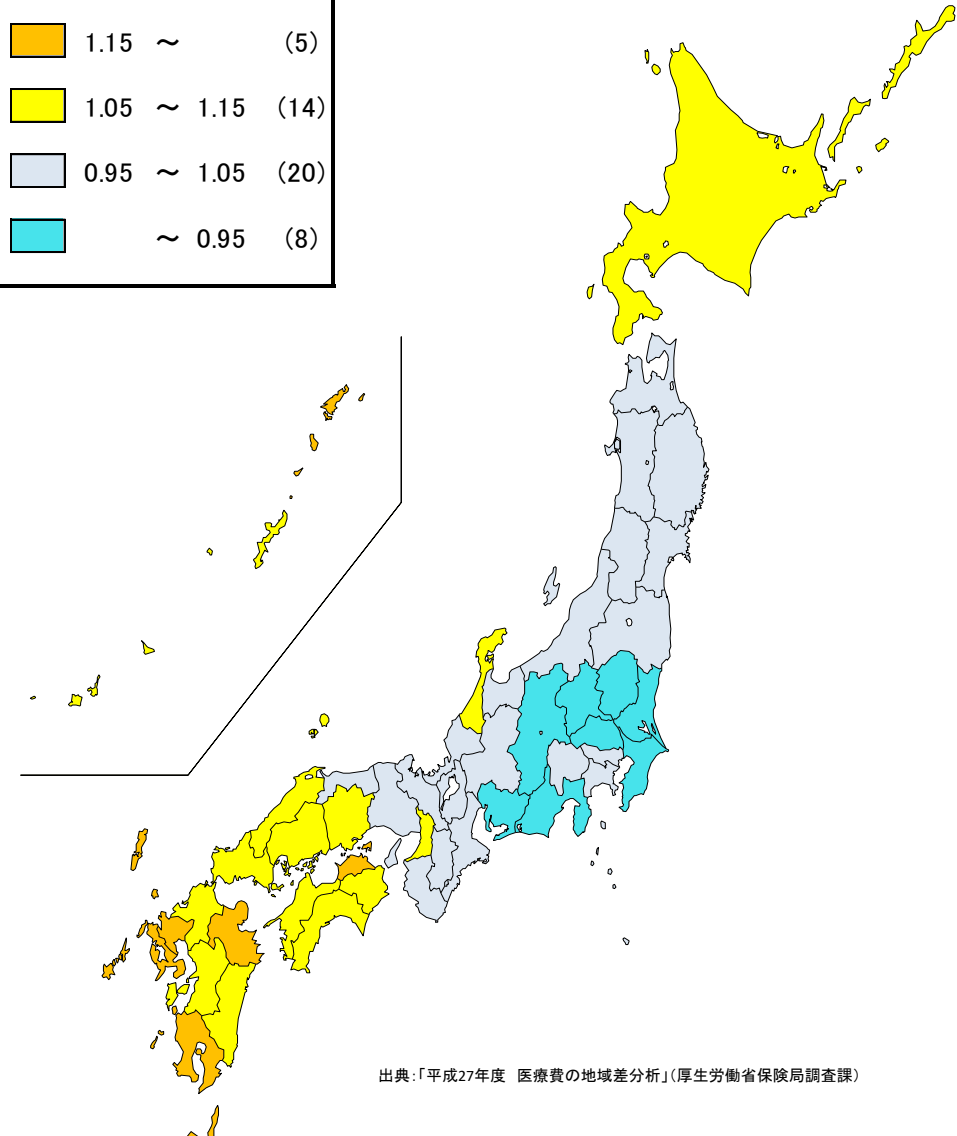 1.15 ～ (5)
1.05 ～ 1.15 (14)
0.95 ～ 1.05 (20)
～ 0.95 (8)
出典:「平成27年度 医療費の地域差分析」(厚生労働省保険局調査課)